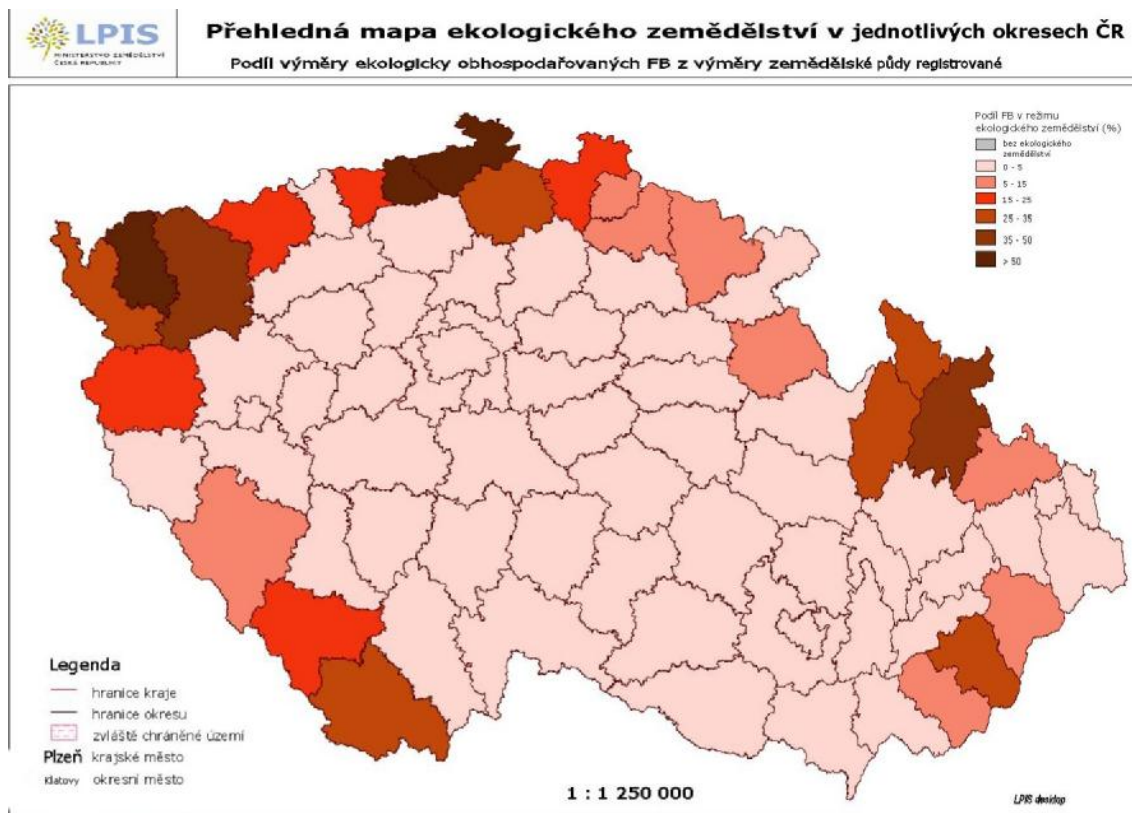 LPIS
MINISTERSTVO ZEMĚDĚLSTVÍ
ČESKÁ REPUBLIKY
Přehledná mapa ekologického zemědělství v jednotlivých okresech ČR
Podíl výměry ekologicky obhospodařovaných FB z výměry zemědělské půdy registrované
Podíl FB v režimu
ekologického zemědělství (%)
bez ekologického
zemědělství
0 - 5
5 - 15
15 - 25
25 - 35
35 - 50
> 50
Legenda
hranice kraje
hranice okresu
zvláště chráněné území
Plzeň krajské město
Klatovy okresní město
1 : 1 250 000
LPIS desktop